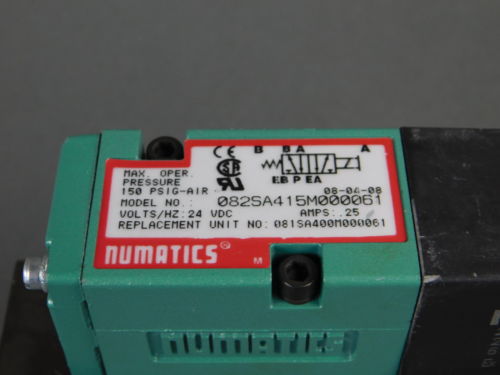 B B A A
EB P EA
MAX. OPER.
PRESSURE
150 PSIG-AIR 08-04-08
MODEL NO.: 082SA415M000061
VOLTS/HZ: 24 VDC AMPS: .25
REPLACEMENT UNIT NO: 081SA400M000061
numatics M
numatics